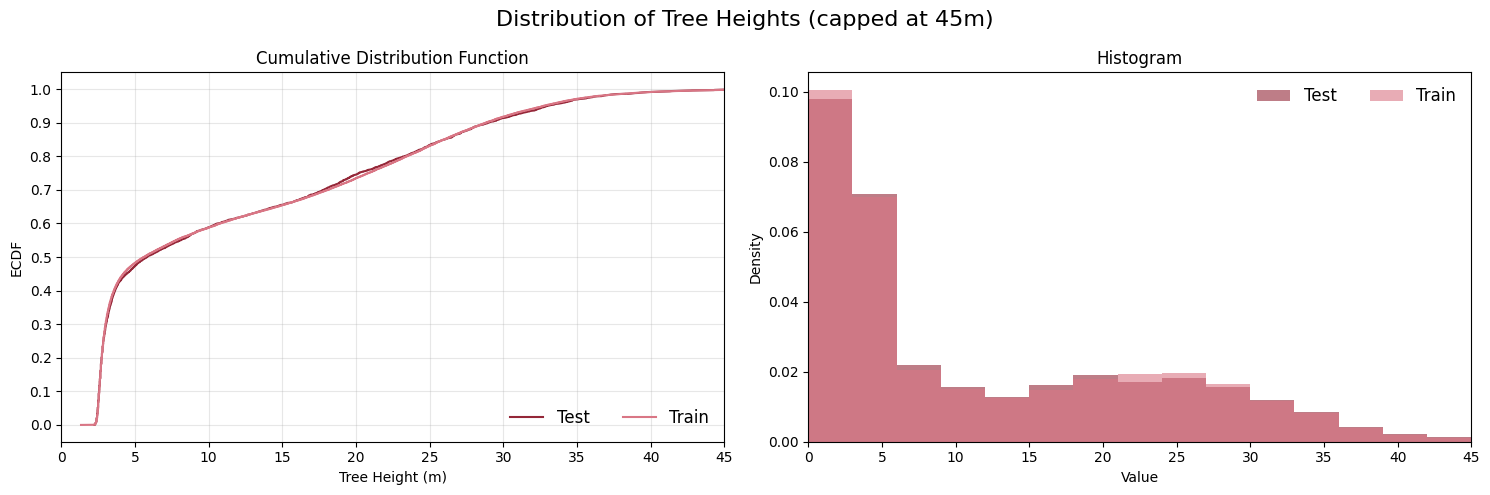 Distribution of Tree Heights (capped at 45m)
Cumulative Distribution Function
ECDF
1.0
0.9
0.8
0.7
0.6
0.5
0.4
0.3
0.2
0.1
0.0
Test Train
0 5 10 15 20 25 30 35 40 45
Tree Height (m)
Histogram
Density
0.10
0.08
0.06
0.04
0.02
0.00
Test Train
0 5 10 15 20 25 30 35 40 45
Value